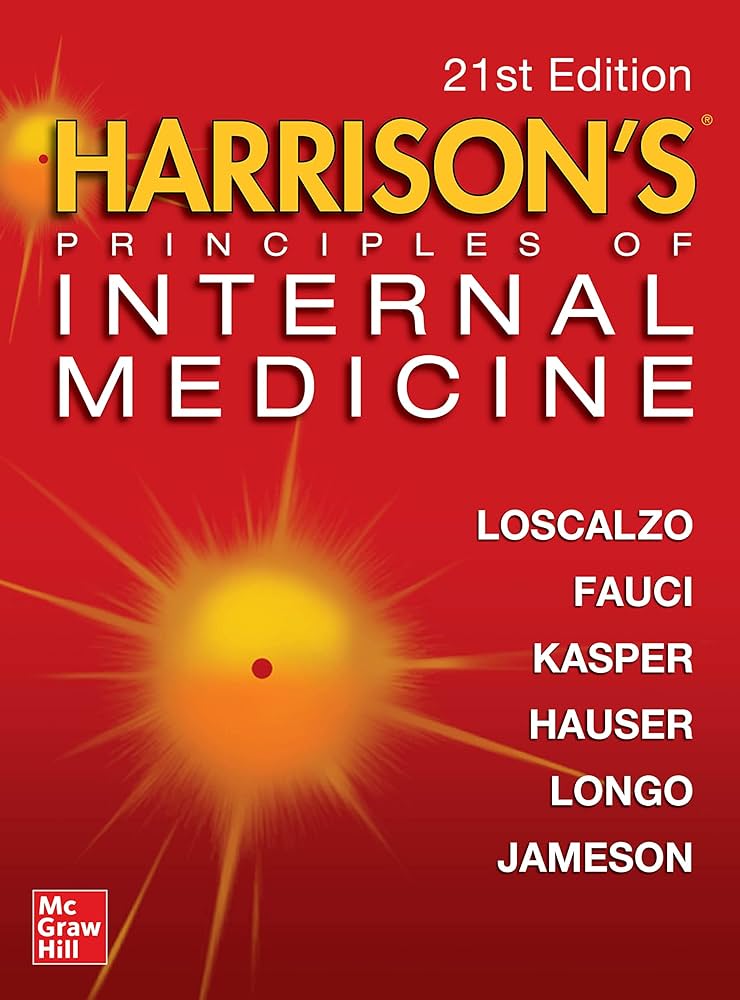 21st Edition
HARRISON'S®
PRINCIPLES OF
INTERNAL
MEDICINE
LOSCALZO
FAUCI
KASPER
HAUSER
LONGO
JAMESON
Mc
Graw
Hill